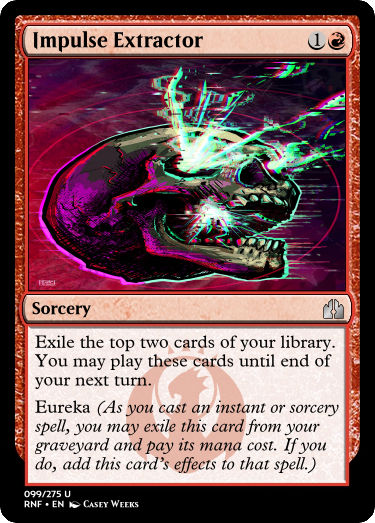 Impulse Extractor 1
Sorcery
Exile the top two cards of your library.
You may play these cards until end of
your next turn.
Eureka (As you cast an instant or sorcery
spell, you may exile this card from your
graveyard and pay its mana cost. If you
do, add this card's effects to that spell.)
099/275 U
RNF • EN Casey Weeks